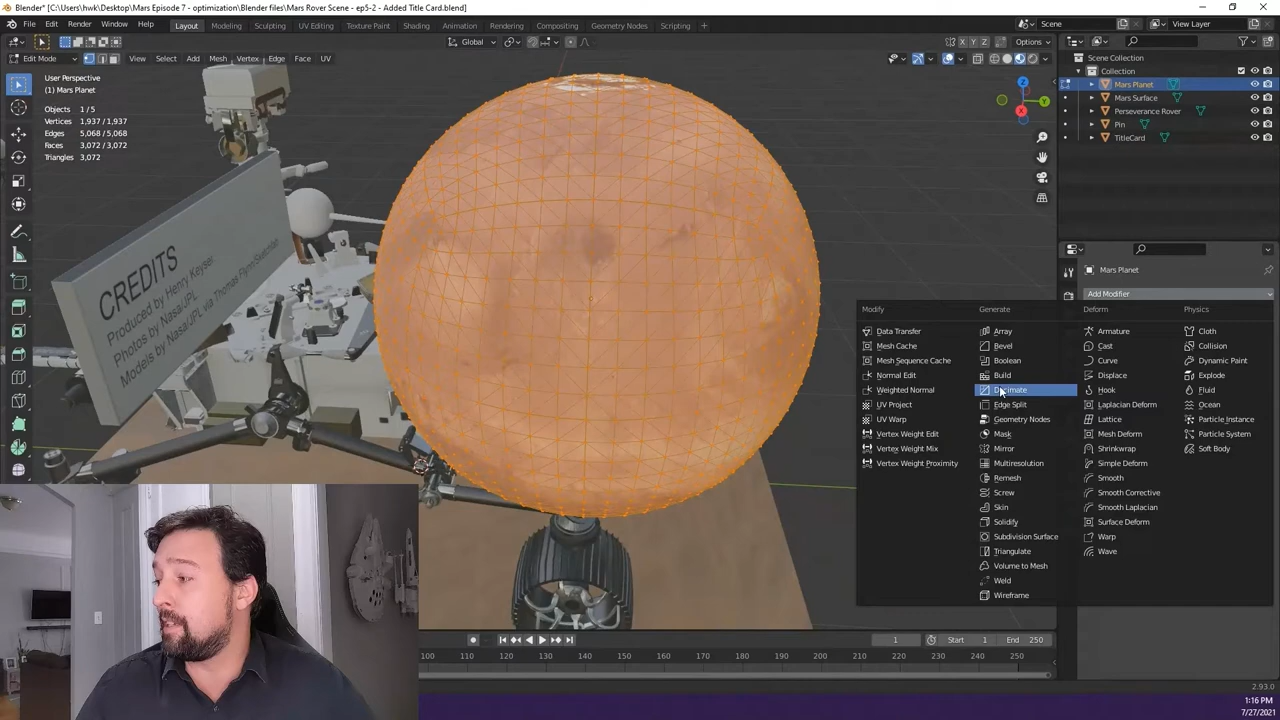 Blender* [C:\Users\hwk\Desktop\Mars Episode 7 - optimization\Blender files\Mars Rover Scene - ep5-2 - Added Title Card.blend]
File Edit Render Window Help Layout Modeling Sculpting UV Editing Texture Paint Shading Animation Rendering Compositing Geometry Nodes Scripting + Scene View Layer
Global X Y Z Options
Edit Mode View Select Add Mesh Vertex Edge Face UV
User Perspective
(1) Mars Planet
Objects 1 / 5
Vertices 1,937 / 1,937
Edges 5,068 / 5,068
Faces 3,072 / 3,072
Triangles 3,072
Z
Y
X
CREDITS
Produced by Henry Keyser.
Photos by Nasa/JPL
Scene Collection
Collection
Mars Planet
Mars Surface
Perseverance Rover
Pin
TitleCard
Mars Planet
Add Modifier
Modify
Data Transfer
Mesh Cache
Mesh Sequence Cache
Normal Edit
Weighted Normal
UV Project
UV Warp
Vertex Weight Edit
Vertex Weight Mix
Vertex Weight Proximity
Generate
Array
Bevel
Boolean
Build
Decimate
Edge Split
Geometry Nodes
Mask
Mirror
Multiresolution
Remesh
Screw
Skin
Solidify
Subdivision Surface
Triangulate
Volume to Mesh
Weld
Wireframe
Deform
Armature
Cast
Curve
Displace
Hook
Laplacian Deform
Lattice
Mesh Deform
Shrinkwrap
Simple Deform
Smooth
Smooth Corrective
Smooth Laplacian
Surface Deform
Warp
Wave
Physics
Cloth
Collision
Dynamic Paint
Explode
Fluid
Ocean
Particle Instance
Particle System
Soft Body
1 Start 1 End 250
100 110 120 130 140 150 160 170 180 190 200 210 220 230 240 250
2.93.0
1:16 PM
7/27/2021